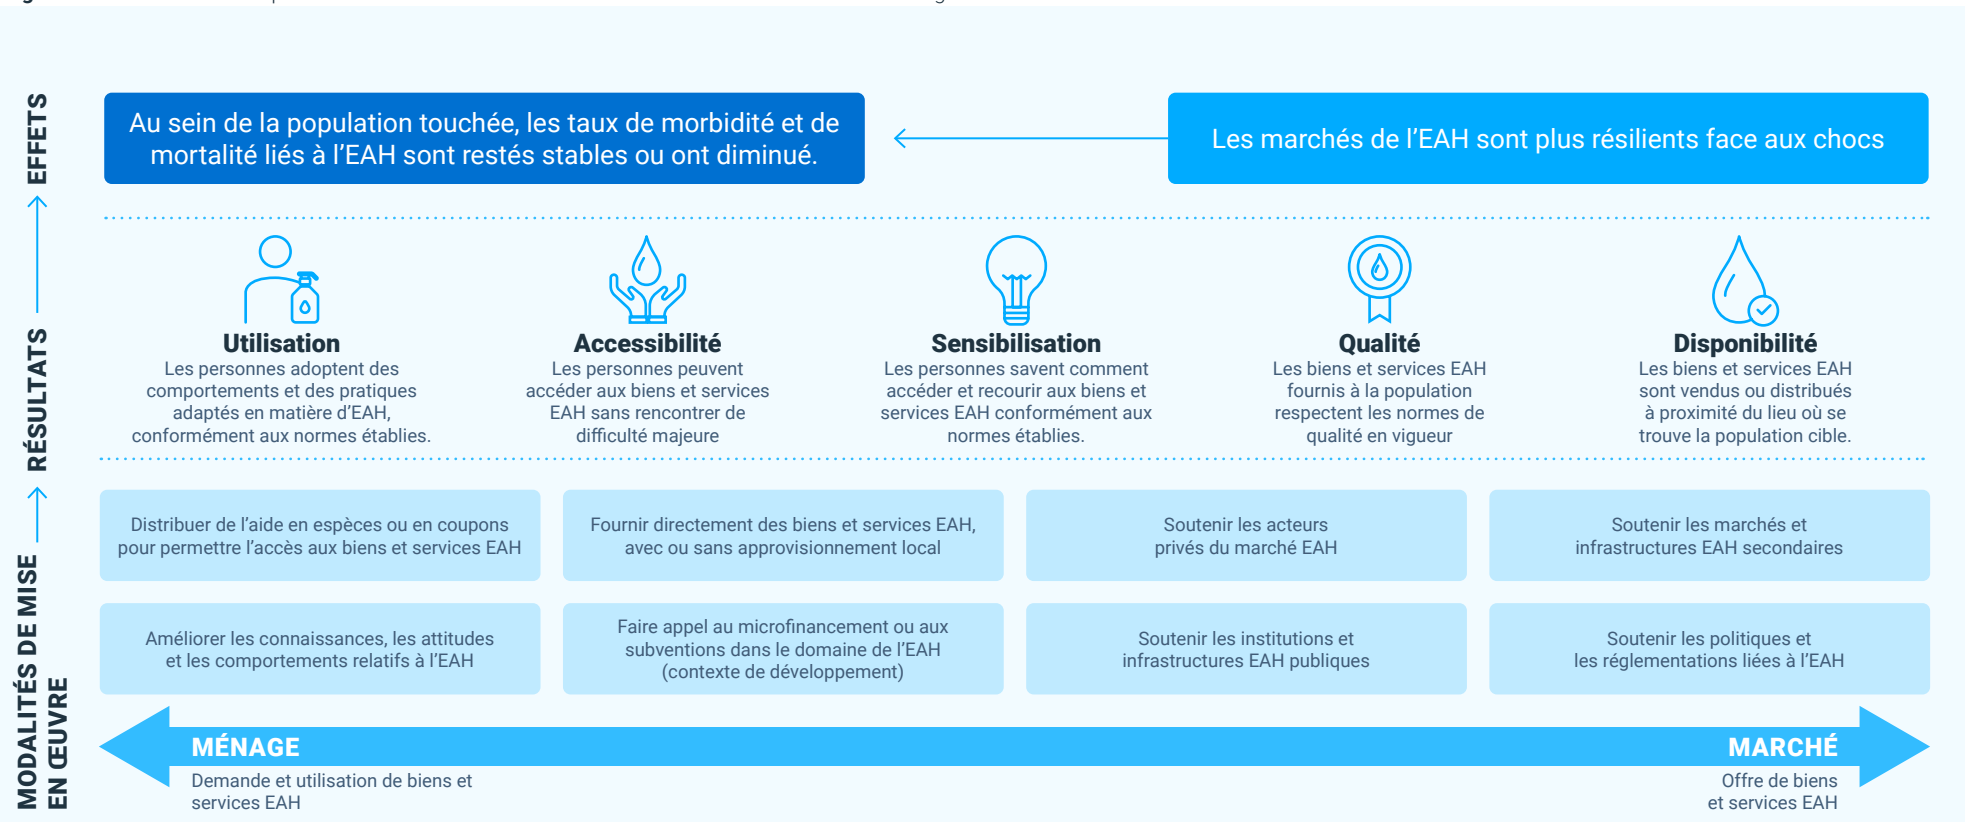 EFFETS
Au sein de la population touchée, les taux de morbidité et de
mortalité liés à l'EAH sont restés stables ou ont diminué.
Les marchés de l'EAH sont plus résilients face aux chocs
RÉSULTATS
Utilisation
Les personnes adoptent des
comportements et des pratiques
adaptés en matière d'EAH,
conformément aux normes établies.
Accessibilité
Les personnes peuvent
accéder aux biens et services
EAH sans rencontrer de
difficulté majeure
Sensibilisation
Les personnes savent comment
accéder et recourir aux biens et
services EAH conformément aux
normes établies.
Qualité
Les biens et services EAH
fournis à la population
respectent les normes de
qualité en vigueur
Disponibilité
Les biens et services EAH
sont vendus ou distribués
à proximité du lieu où se
trouve la population cible.
MODALITÉS DE MISE
EN ŒUVRE
Distribuer de l'aide en espèces ou en coupons
pour permettre l'accès aux biens et services EAH
Fournir directement des biens et services EAH,
avec ou sans approvisionnement local
Soutenir les acteurs
privés du marché EAH
Soutenir les marchés et
infrastructures EAH secondaires
Améliorer les connaissances, les attitudes
et les comportements relatifs à l'EAH
Faire appel au microfinancement ou aux
subventions dans le domaine de l'EAH
(contexte de développement)
Soutenir les institutions et
infrastructures EAH publiques
Soutenir les politiques et
les réglementations liées à l'EAH
MÉNAGE
Demande et utilisation de biens et
services EAH
MARCHÉ
Offre de biens
et services EAH